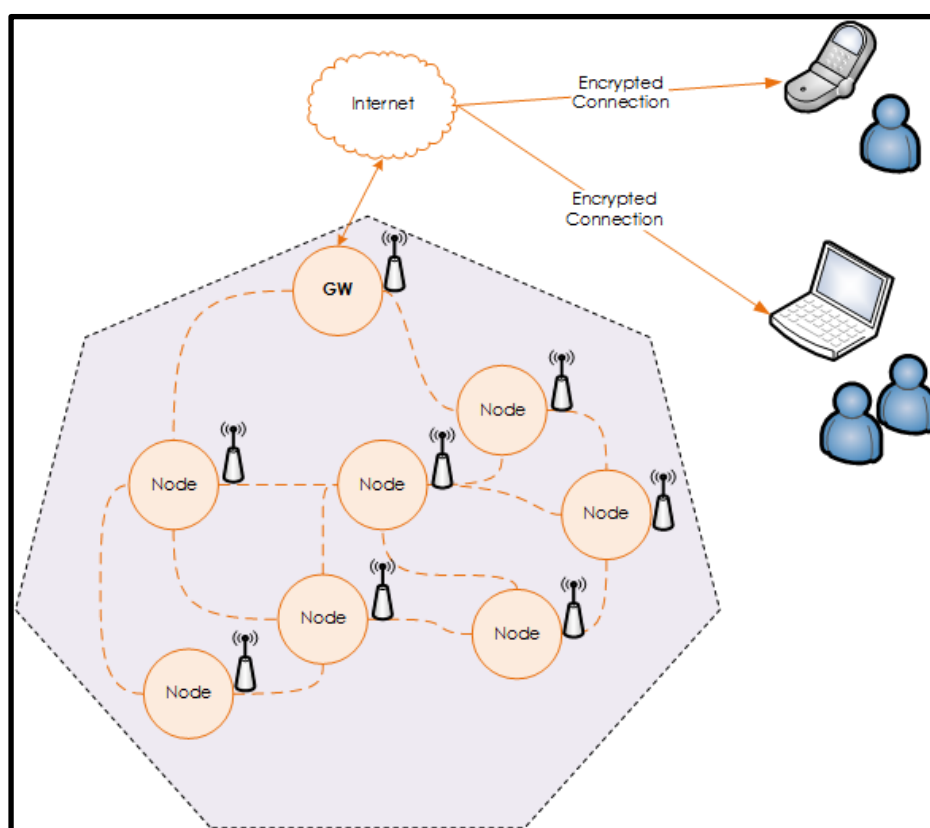 Internet
Encrypted
Connection
Encrypted
Connection
GW
Node
Node
Node
Node
Node
Node
Node